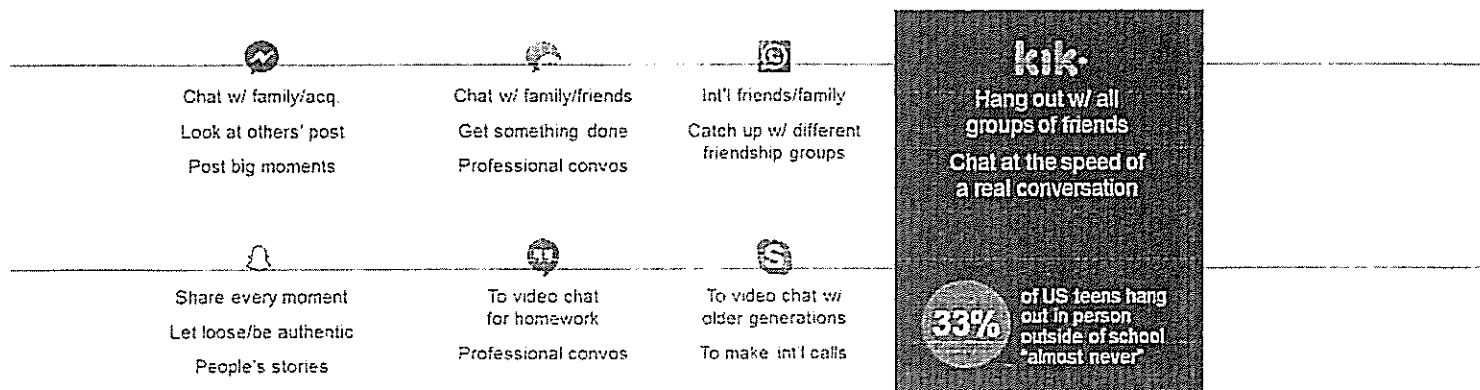 Chat w/ family/acq.
Look at others' post
Post big moments
Chat w/ family/friends
Get something done
Professional convos
Int'l friends/family
Catch up w/ different
friendship groups
kik.
Hang out w/ all
groups of friends
Chat at the speed of
a real conversation
Share every moment
Let loose/be authentic
People's stories
To video chat
for homework
Professional convos
To video chat w/
older generations
To make int'l calls
33%
of US teens hang
out in person
outside of school
"almost never"